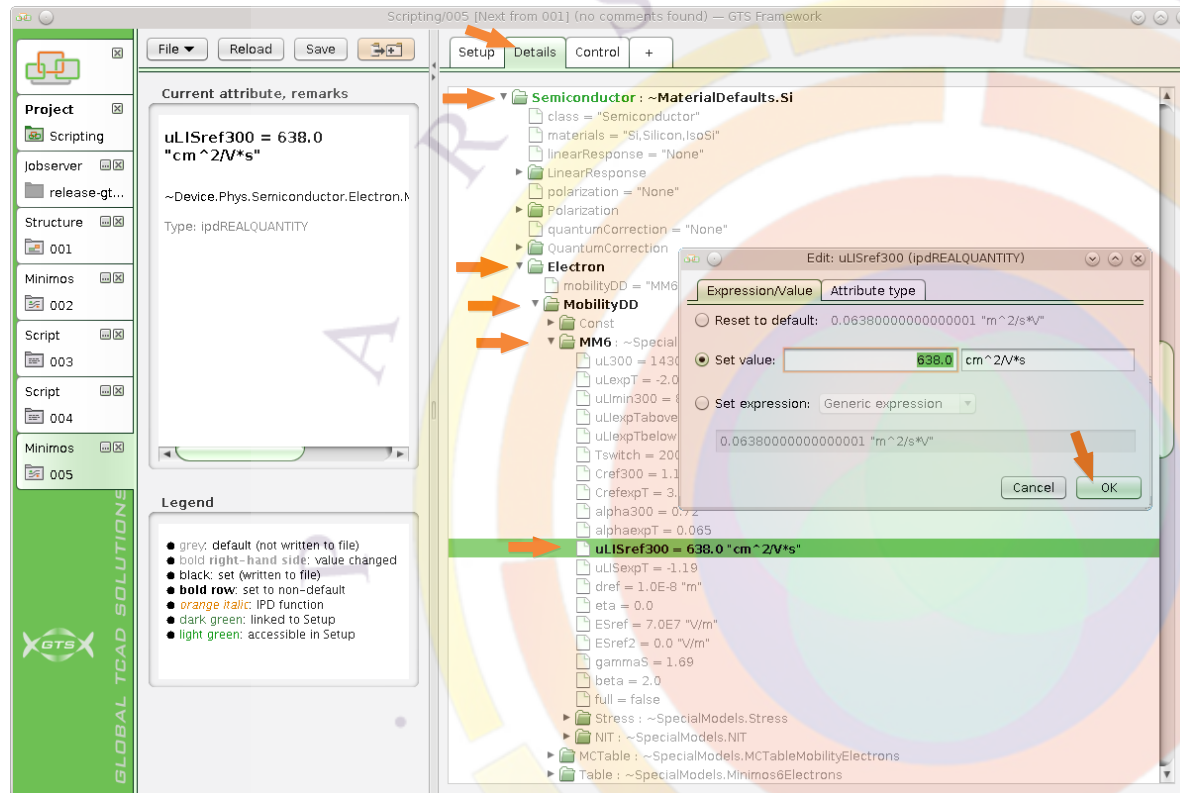 Scripting/005 [Next from 001] (no comments found) — GTS Framework
Project
Scripting
Jobserver
release-gt...
Structure
001
Minimos
002
Script
003
Script
004
Minimos
005
GLOBAL TCAD SOLUTIONS
GTS
File
Reload
Save
Current attribute, remarks
uLISref300 = 638.0
"cm^2/V*s"
~Device.Phys.Semiconductor.Electron.
Type: ipdREALQUANTITY
Legend
grey: default (not written to file)
bold right-hand side: value changed
black: set (written to file)
bold row: set to non-default
orange italic: IPD function
dark green: linked to Setup
light green: accessible in Setup
Setup Details Control +
Semiconductor : ~MaterialDefaults.Si
class = "Semiconductor"
materials = "Si,Silicon,IsoSi"
linearResponse = "None"
LinearResponse
polarization = "None"
Polarization
quantumCorrection = "None"
QuantumCorrection
Electron
mobilityDD = "MM6
MobilityDD
Const
MM6 : ~Special
uL300 = 1430
uLexpT = -2.0
uLImin300 = 8
uLIexpTabove
uLIexpTbelow
Tswitch = 200
Cref300 = 1.1
CrefexpT = 3.
alpha300 = 0.72
alphaexpT = 0.065
uLISref300 = 638.0 "cm^2/V*s"
uLISexpT = -1.19
dref = 1.0E-8 "m"
eta = 0.0
ESref = 7.0E7 "V/m"
ESref2 = 0.0 "V/m"
gammaS = 1.69
beta = 2.0
full = false
Stress : ~SpecialModels.Stress
NIT : ~SpecialModels.NIT
MCTable : ~SpecialModels.MCTableMobilityElectrons
Table : ~SpecialModels.Minimos6Electrons
Edit: uLISref300 (ipdREALQUANTITY)
Expression/Value Attribute type
Reset to default: 0.06380000000000001 "m^2/s*V"
Set value: 638.0 cm^2/V*s
Set expression: Generic expression
0.06380000000000001 "m^2/s*V"
Cancel OK